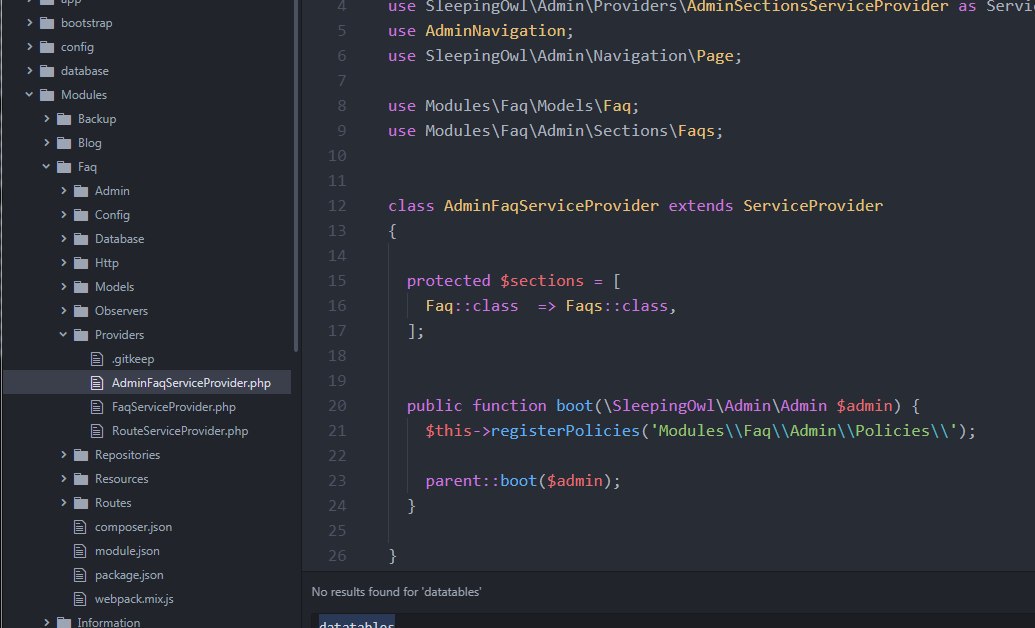 app
bootstrap
config
database
Modules
Backup
Blog
Faq
Admin
Config
Database
Http
Models
Observers
Providers
.gitkeep
AdminFaqServiceProvider.php
FaqServiceProvider.php
RouteServiceProvider.php
Repositories
Resources
Routes
composer.json
module.json
package.json
webpack.mix.js
Information
4 use SleepingOwl\Admin\Providers\AdminSectionsServiceProvider as Servi
5 use AdminNavigation;
6 use SleepingOwl\Admin\Navigation\Page;
7
8 use Modules\Faq\Models\Faq;
9 use Modules\Faq\Admin\Sections\Faqs;
10
11
12 class AdminFaqServiceProvider extends ServiceProvider
13 {
14
15 protected $sections = [
16 Faq::class => Faqs::class,
17 ];
18
19
20 public function boot(\SleepingOwl\Admin\Admin $admin) {
21 $this->registerPolicies('Modules\\Faq\\Admin\\Policies\\');
22
23 parent::boot($admin);
24 }
25
26 }
No results found for 'datatables'
datatables